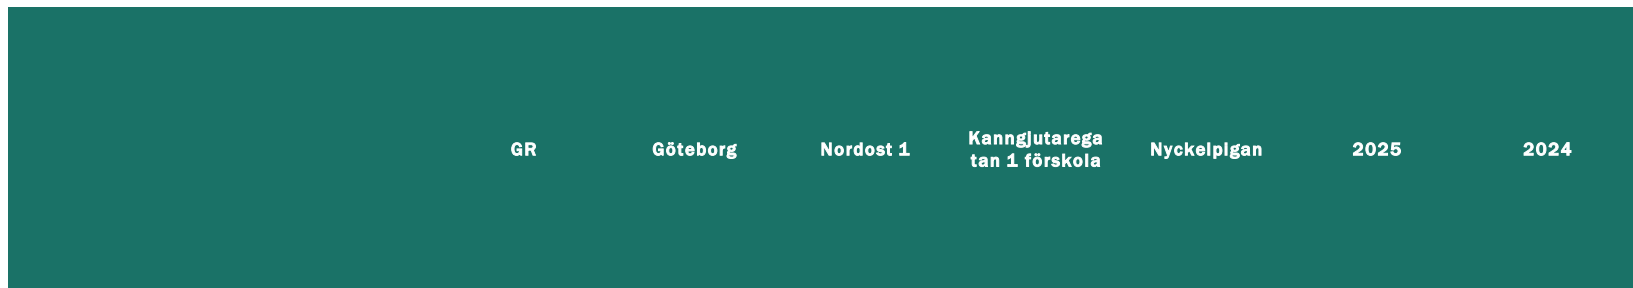 GR
Göteborg
Nordost 1
Kanngjutarega
tan 1 förskola
Nyckelpigan
2025
2024